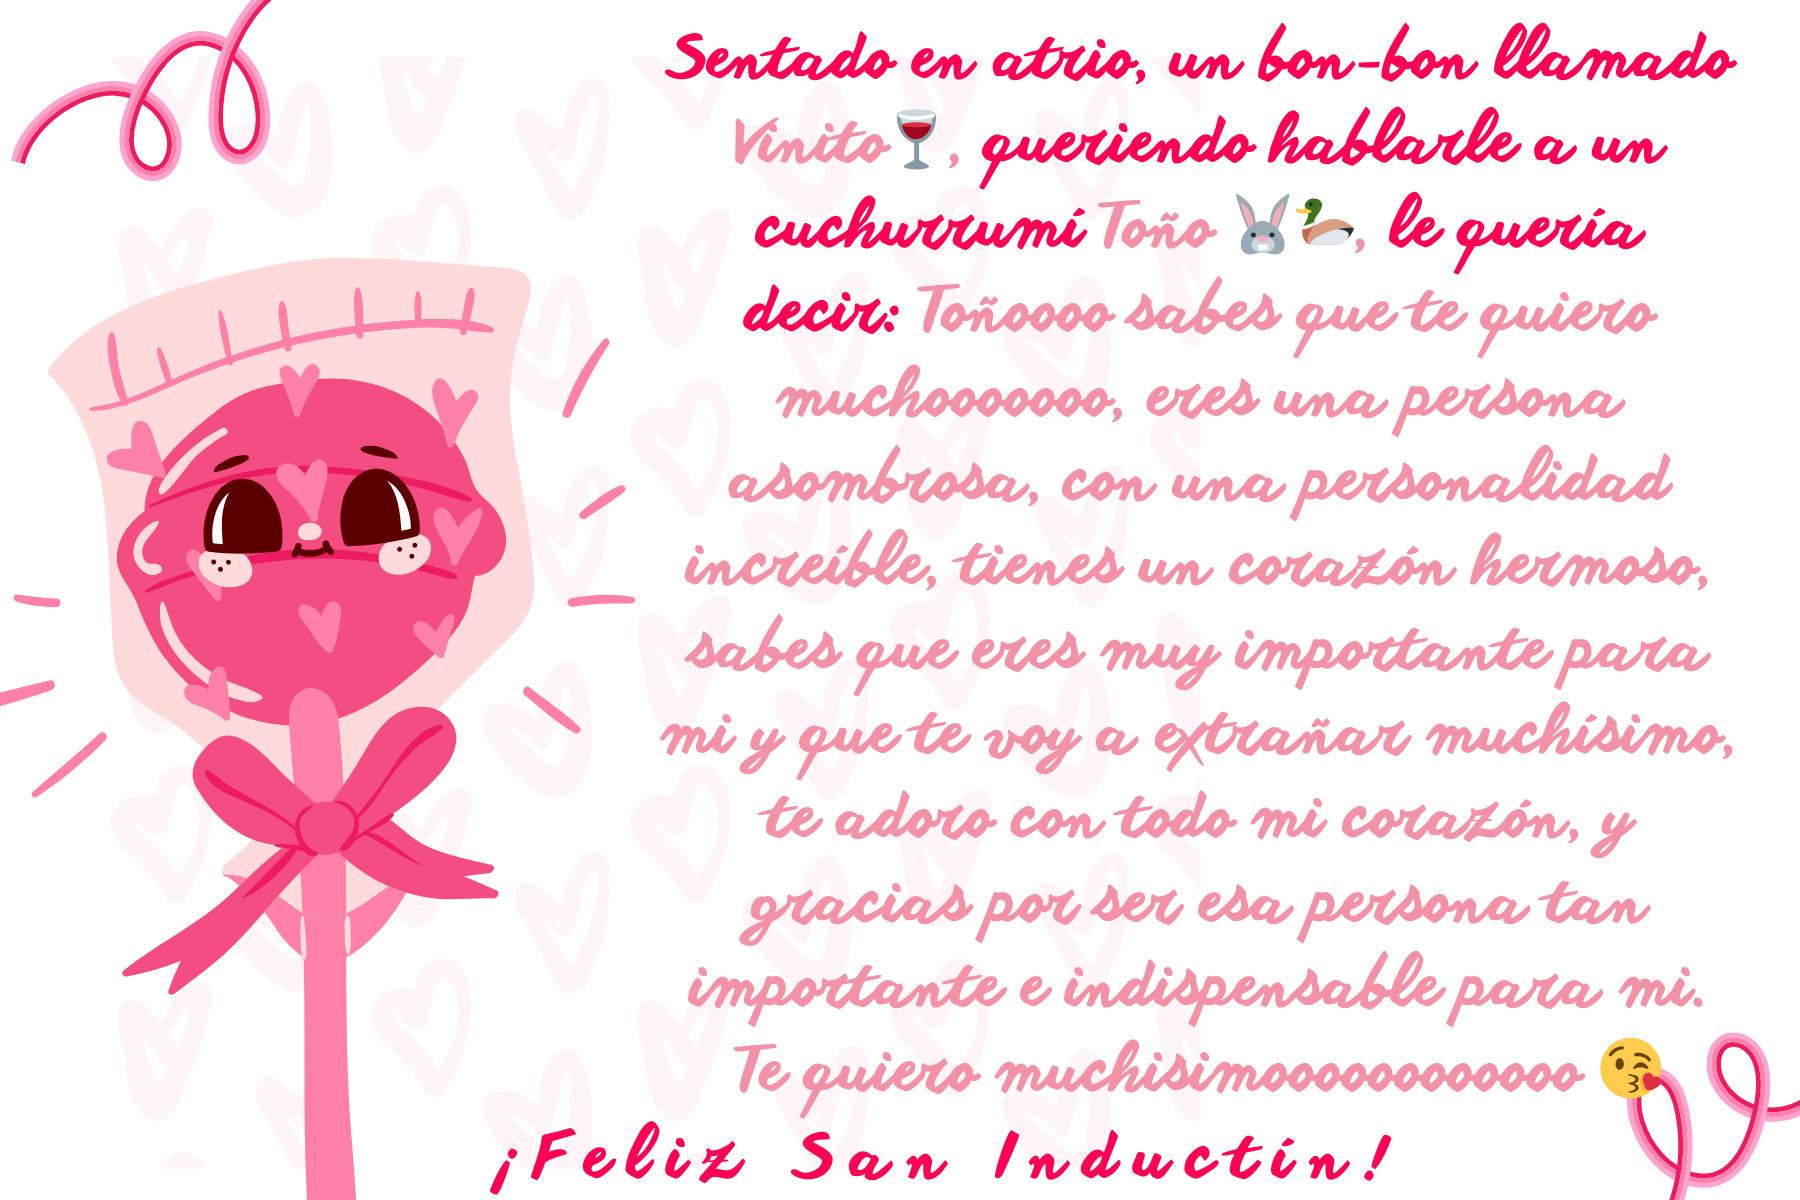 Sentado en atrio, un bon-bon llamado
Vinito🍷, queriendo hablarle a un
cuchurrumí Toño 🐰🦆, le quería
decir: Toñoooo sabes que te quiero
muchooooooo, eres una persona
asombrosa, con una personalidad
increíble, tienes un corazón hermoso,
sabes que eres muy importante para
mi y que te voy a extrañar muchísimo,
te adoro con todo mi corazón, y
gracias por ser esa persona tan
importante e indispensable para mi.
Te quiero muchisimooooooooooo 😘
¡Feliz San Inductín!